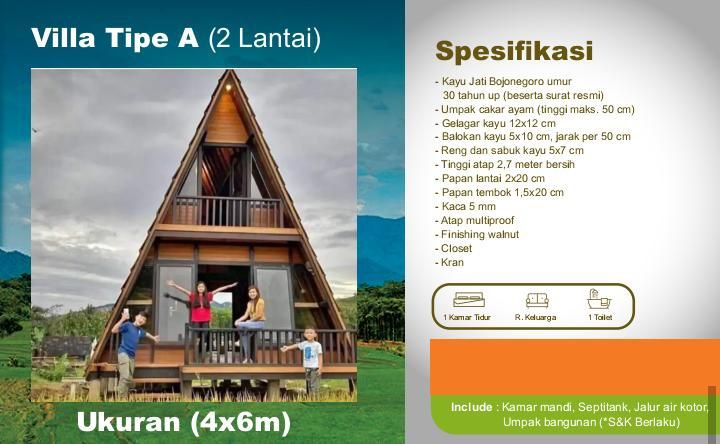 Villa Tipe A (2 Lantai)
Ukuran (4x6m)
Spesifikasi
- Kayu Jati Bojonegoro umur
30 tahun up (beserta surat resmi)
- Umpak cakar ayam (tinggi maks. 50 cm)
- Gelagar kayu 12x12 cm
- Balokan kayu 5x10 cm, jarak per 50 cm
- Reng dan sabuk kayu 5x7 cm
- Tinggi atap 2,7 meter bersih
- Papan lantai 2x20 cm
- Papan tembok 1,5x20 cm
- Kaca 5 mm
- Atap multiproof
- Finishing walnut
- Closet
- Kran
1 Kamar Tidur R. Keluarga 1 Toilet
Include : Kamar mandi, Septitank, Jalur air kotor,
Umpak bangunan (*S&K Berlaku)